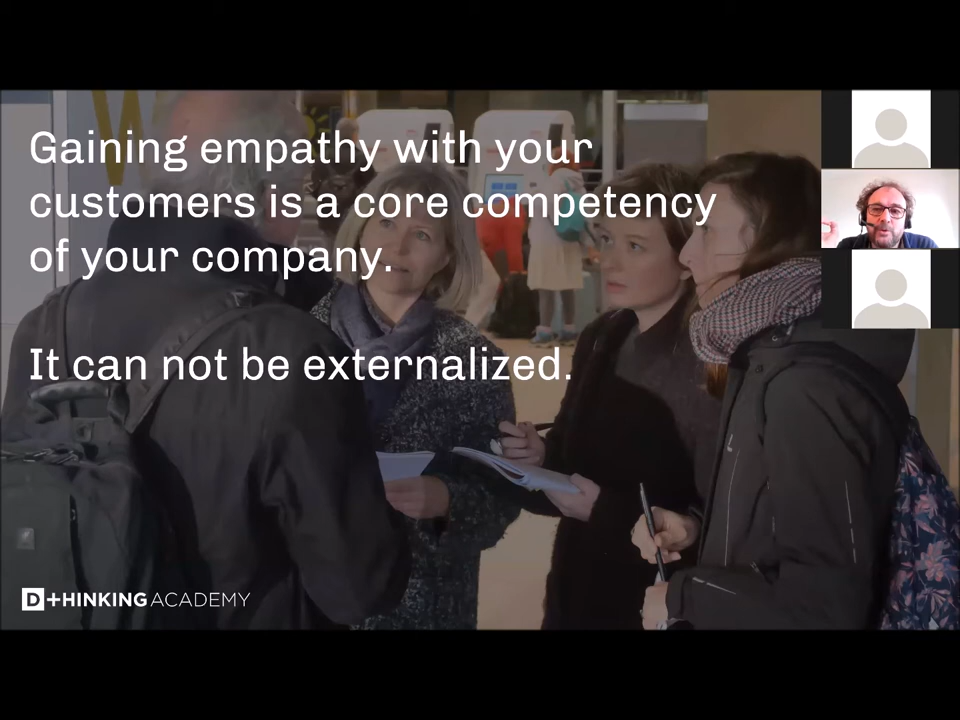 Gaining empathy with your
customers is a core competency
of your company.
It can not be externalized.
D+HINKING ACADEMY